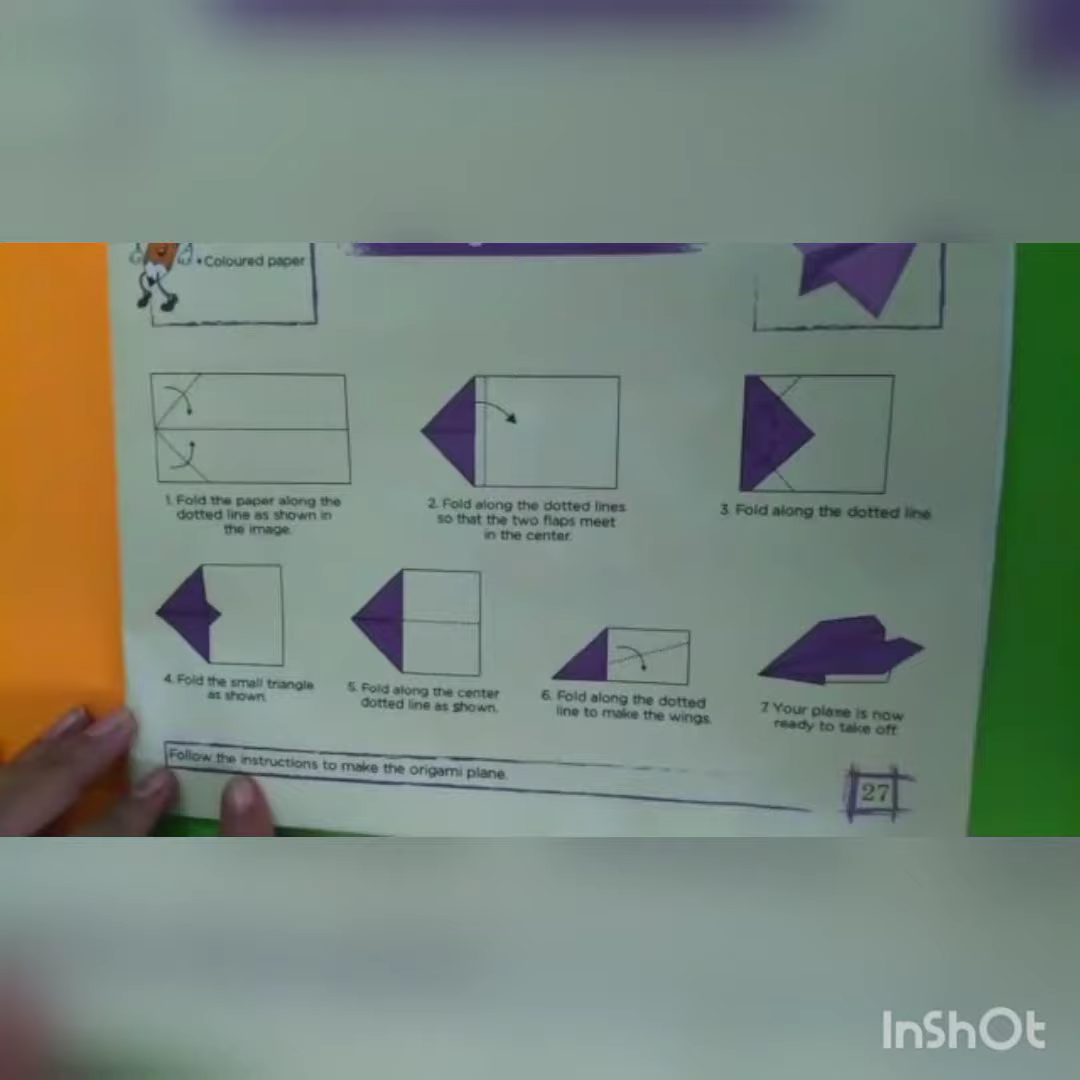 • Coloured paper
1. Fold the paper along the
dotted line as shown in
the image.
2. Fold along the dotted lines
so that the two flaps meet
in the center.
3. Fold along the dotted line
4. Fold the small triangle
as shown.
5. Fold along the center
dotted line as shown.
6. Fold along the dotted
line to make the wings.
7. Your plane is now
ready to take off
Follow the instructions to make the origami plane.
27
InShOt